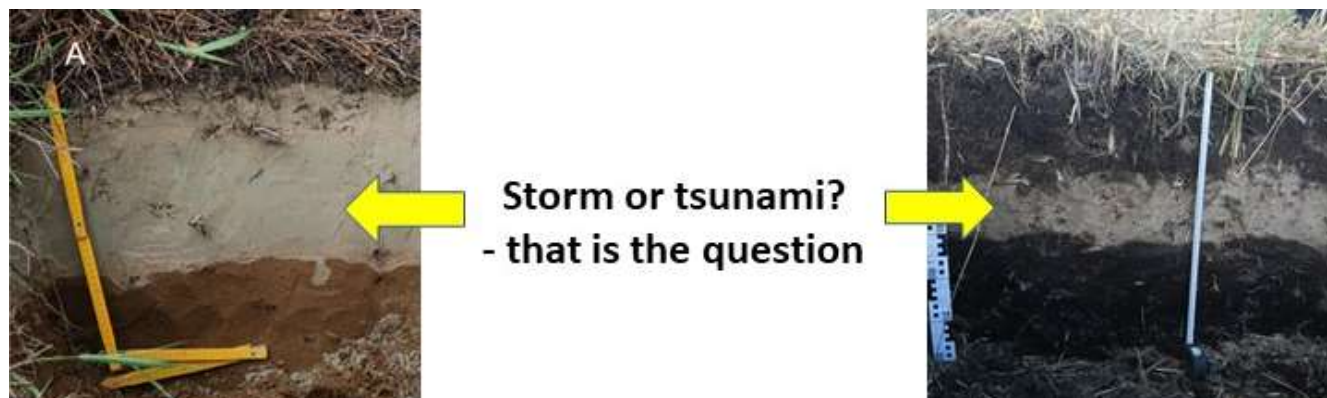 A
Storm or tsunami?
- that is the question